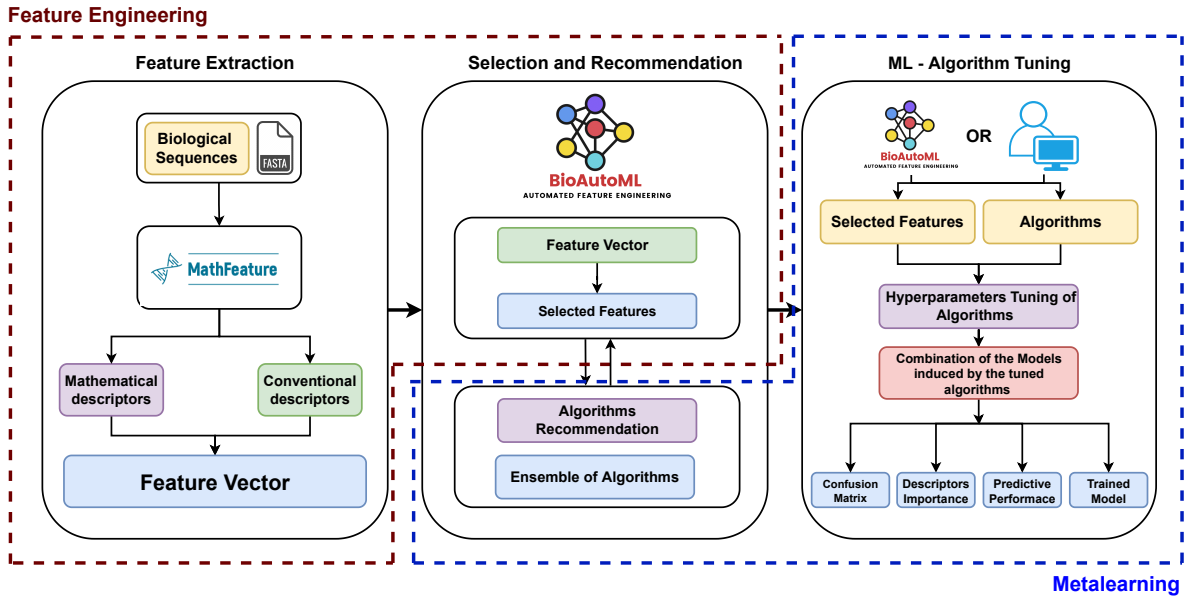 Feature Engineering
Feature Extraction
Biological
Sequences
FASTA
MathFeature
Mathematical
descriptors
Conventional
descriptors
Feature Vector
Selection and Recommendation
BioAutoML
AUTOMATED FEATURE ENGINEERING
Feature Vector
Selected Features
Algorithms
Recommendation
Ensemble of Algorithms
ML - Algorithm Tuning
BioAutoML
AUTOMATED FEATURE ENGINEERING
OR
Selected Features
Algorithms
Hyperparameters Tuning of
Algorithms
Combination of the Models
induced by the tuned
algorithms
Confusion
Matrix
Descriptors
Importance
Predictive
Performace
Trained
Model
Metalearning